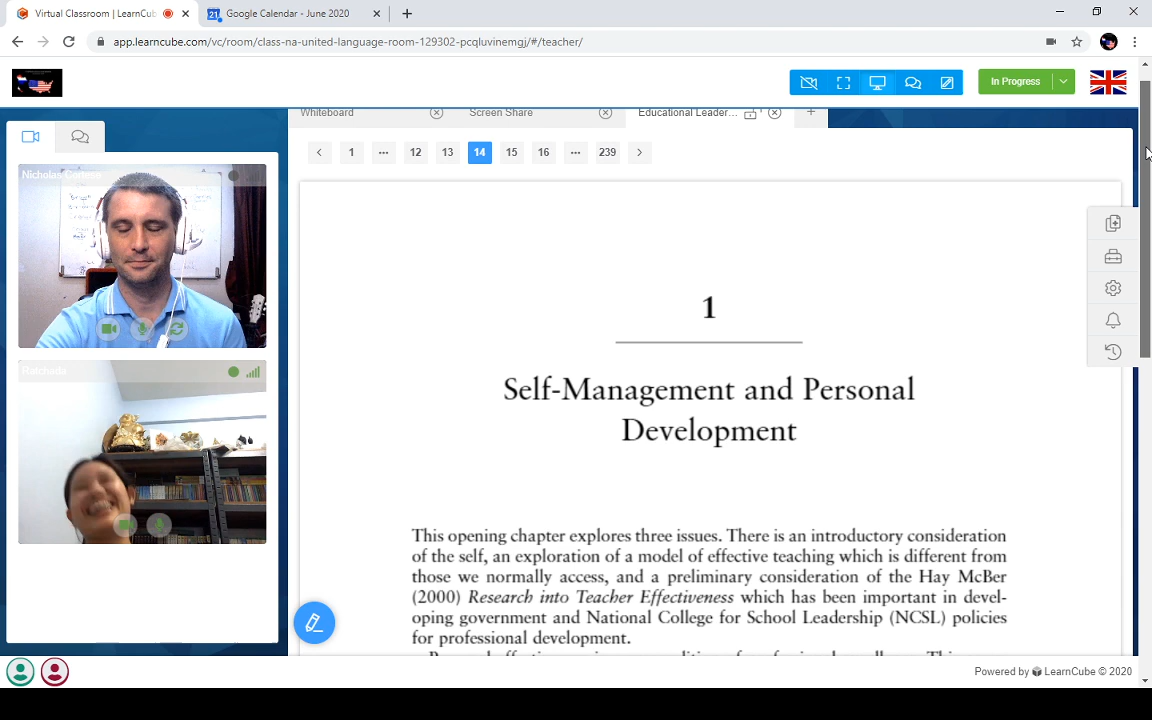 Virtual Classroom | LearnCub
Google Calendar - June 2020
app.learncube.com/vc/room/class-na-united-language-room-129302-pcqluvinemgj/#/teacher/
In Progress
Whiteboard
Screen Share
Educational Leader...
1
...
12
13
14
15
16
...
239
Nicholas
Ratchada
1
Self-Management and Personal
Development
This opening chapter explores three issues. There is an introductory consideration
of the self, an exploration of a model of effective teaching which is different from
those we normally access, and a preliminary consideration of the Hay McBer
(2000) Research into Teacher Effectiveness which has been important in devel-
oping government and National College for School Leadership (NCSL) policies
for professional development.
Powered by LearnCube © 2020